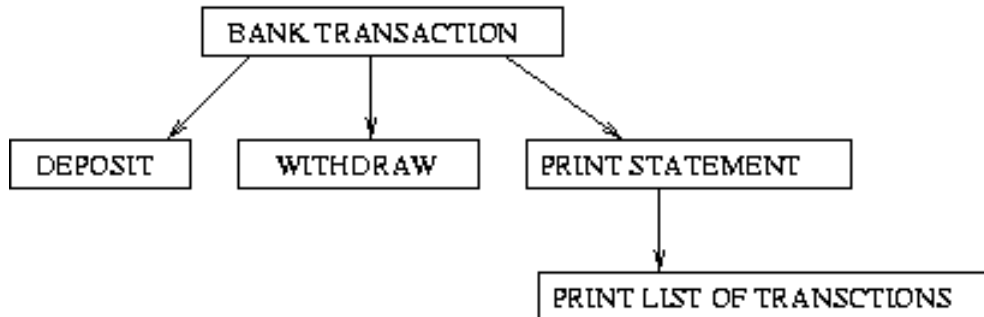 BANK TRANSACTION
DEPOSIT
WITHDRAW
PRINT STATEMENT
PRINT LIST OF TRANSCTIONS